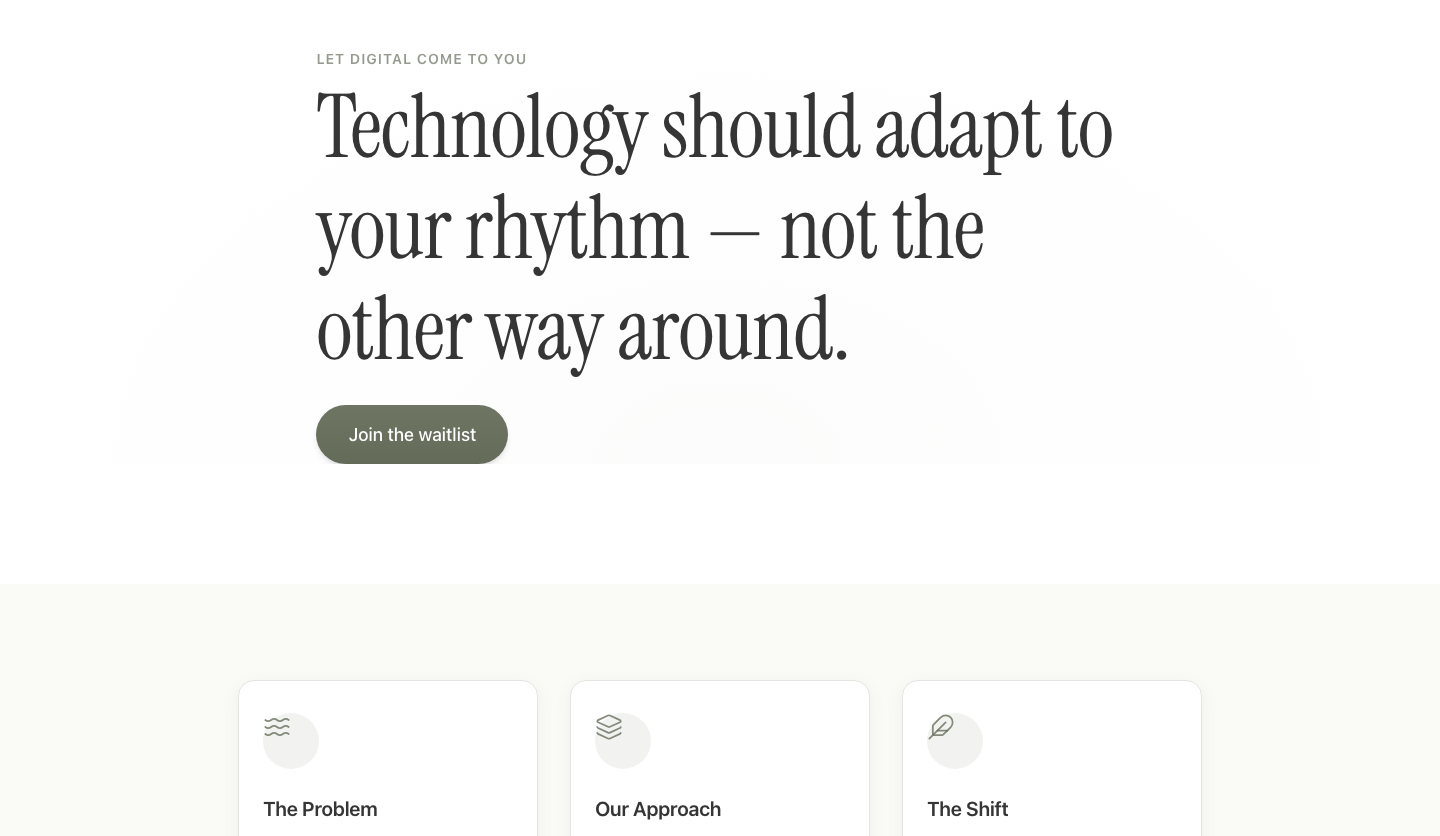 LET DIGITAL COME TO YOU
Technology should adapt to
your rhythm — not the
other way around.
Join the waitlist
The Problem
Our Approach
The Shift